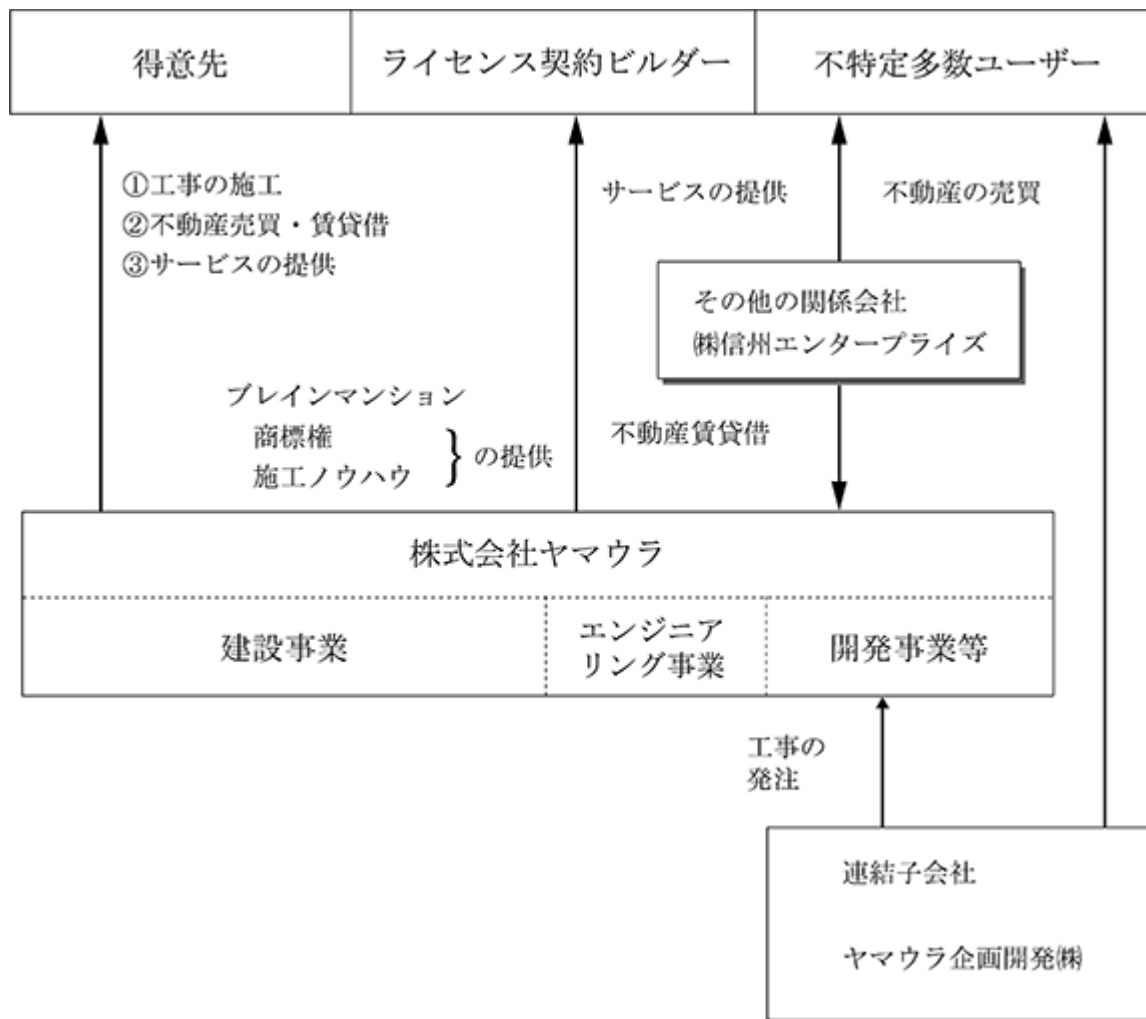 得意先
ライセンス契約ビルダー
不特定多数ユーザー
①工事の施工
②不動産売買・賃貸借
③サービスの提供
サービスの提供
不動産の売買
その他の関係会社
㈱信州エンタープライズ
ブレインマンション
商標権
施工ノウハウ
の提供
不動産賃貸借
株式会社ヤマウラ
建設事業
エンジニア
リング事業
開発事業等
工事の
発注
連結子会社
ヤマウラ企画開発㈱